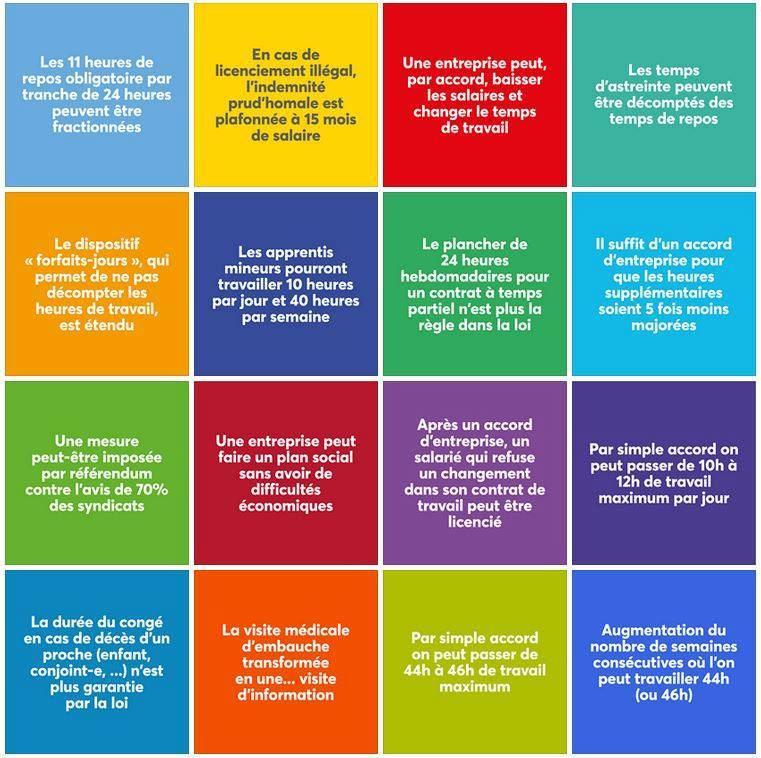 Les 11 heures de
repos obligatoire par
tranche de 24 heures
peuvent être
fractionnées
En cas de
licenciement illégal,
l'indemnité
prud'homale est
plafonnée à 15 mois
de salaire
Une entreprise peut,
par accord, baisser
les salaires et
changer le temps
de travail
Les temps
d'astreinte peuvent
être décomptés des
temps de repos
Le dispositif
« forfaits-jours », qui
permet de ne pas
décompter les
heures de travail,
est étendu
Les apprentis
mineurs pourront
travailler 10 heures
par jour et 40 heures
par semaine
Le plancher de
24 heures
hebdomadaires pour
un contrat à temps
partiel n'est plus la
règle dans la loi
Il suffit d'un accord
d'entreprise pour
que les heures
supplémentaires
soient 5 fois moins
majorées
Une mesure
peut-être imposée
par référendum
contre l'avis de 70%
des syndicats
Une entreprise peut
faire un plan social
sans avoir de
difficultés
économiques
Après un accord
d'entreprise, un
salarié qui refuse
un changement
dans son contrat de
travail peut être
licencié
Par simple accord on
peut passer de 10h à
12h de travail
maximum par jour
La durée du congé
en cas de décès d'un
proche (enfant,
conjoint-e, ...) n'est
plus garantie
par la loi
La visite médicale
d'embauche
transformée
en une... visite
d'information
Par simple accord
on peut passer de
44h à 46h de travail
maximum
Augmentation du
nombre de semaines
consécutives où l'on
peut travailler 44h
(ou 46h)